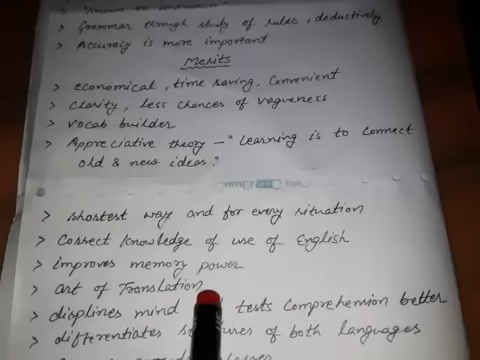 > Grammar through study of rules, deductively
> Accuracy is more important
Merits
> economical, time saving, Convenient
> Clarity, Less chances of vagueness
> Vocab builder
> Appreciative theory - "Learning is to connect
old & new ideas."
> shortest way and for every situation
> Correct knowledge of use of English
> improves memory power
> art of Translation
> displines mind tests comprehension better
> differentiates of both languages